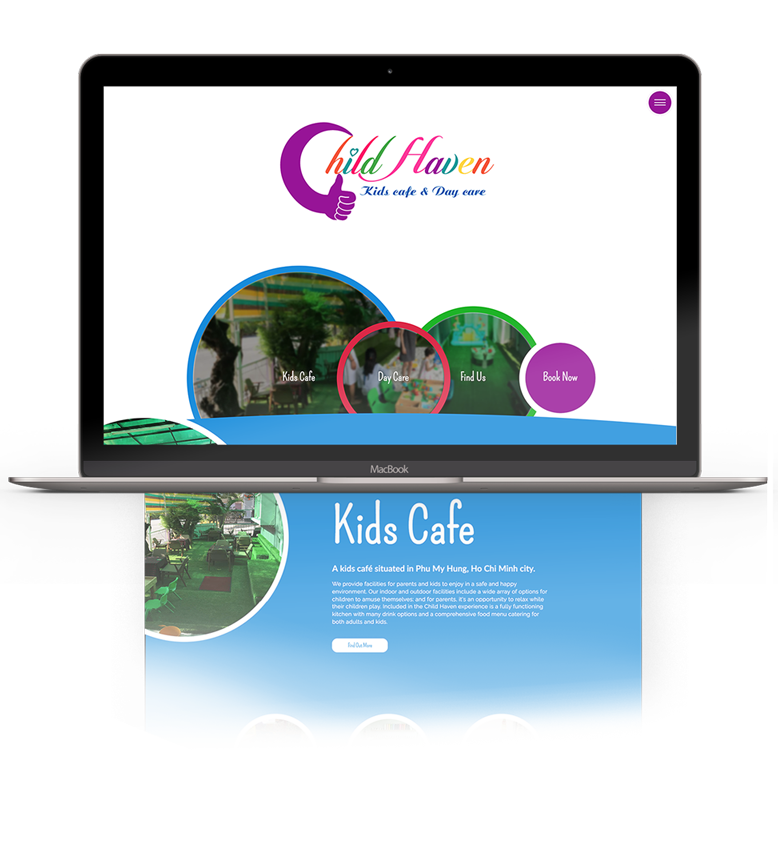 Child Haven
Kids cafe & Day care
Kids Cafe
Day Care
Find Us
Book Now
MacBook
Kids Cafe
A kids café situated in Phu My Hung, Ho Chi Minh city.
We provide facilities for parents and kids to enjoy in a safe and happy
environment. Our indoor and outdoor facilities include a wide array of options for
children to amuse themselves; and for parents, it's an opportunity to relax while
their children play. Included in the Child Haven experience is a fully functioning
kitchen with many drink options and a comprehensive food menu catering for
both adults and kids.
Find Out More